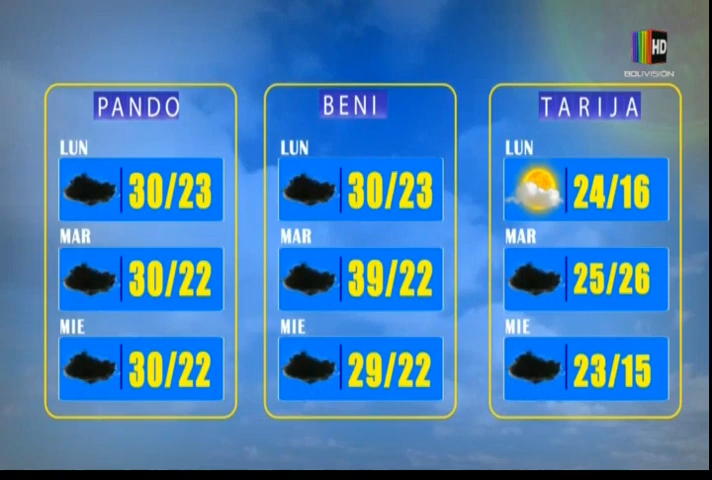 HD
BOLIVISIÓN
PANDO
LUN
30/23
MAR
30/22
MIE
30/22
BENI
LUN
30/23
MAR
39/22
MIE
29/22
TARIJA
LUN
24/16
MAR
25/26
MIE
23/15